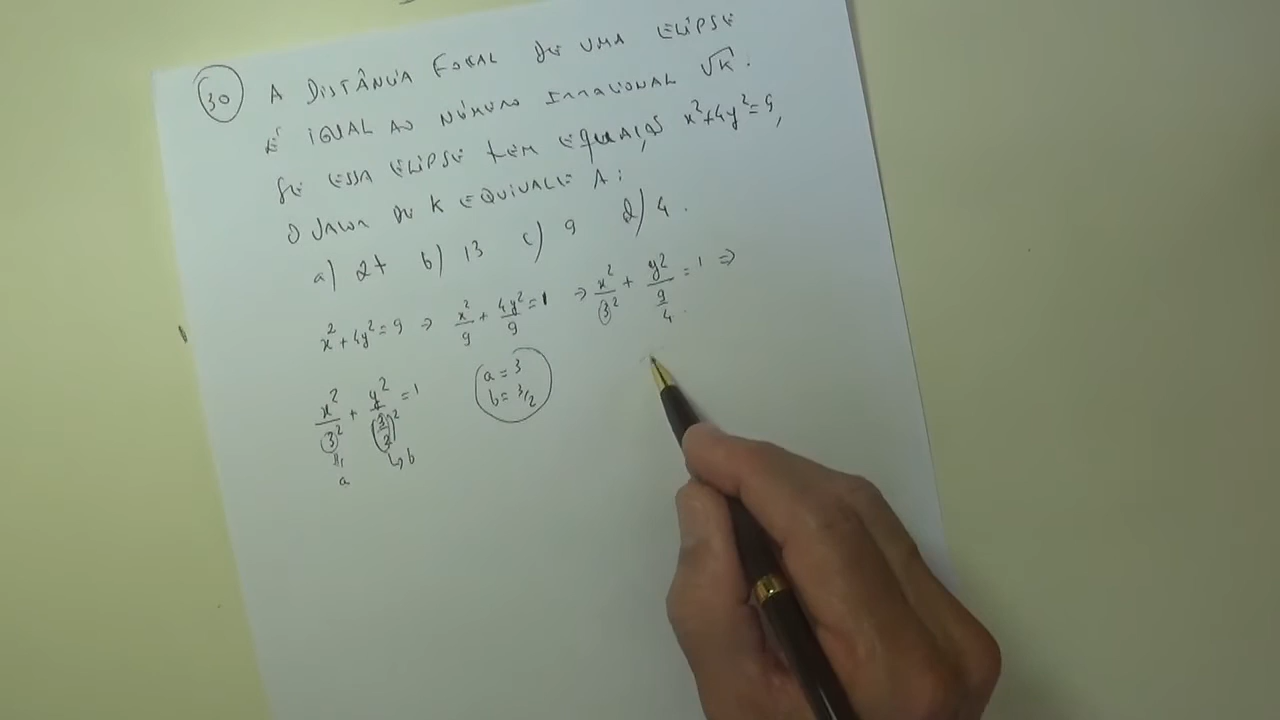 30 A DISTÂNCIA FOCAL DE UMA ELIPSE
É IGUAL AO NÚMERO IRRACIONAL √K.
SE ESSA ELIPSE TEM EQUAÇÃO x²+4y²=9,
O VALOR DE K EQUIVALE A:
a) 27 b) 13 c) 9 d) 4.
x²+4y²=9 ⇒ x²/9 + 4y²/9 = 1 ⇒ x²/3² + y²/(9/4) = 1 ⇒
x²/3² + y²/(3/2)² = 1
a = 3
b = 3/2
a
↳ b